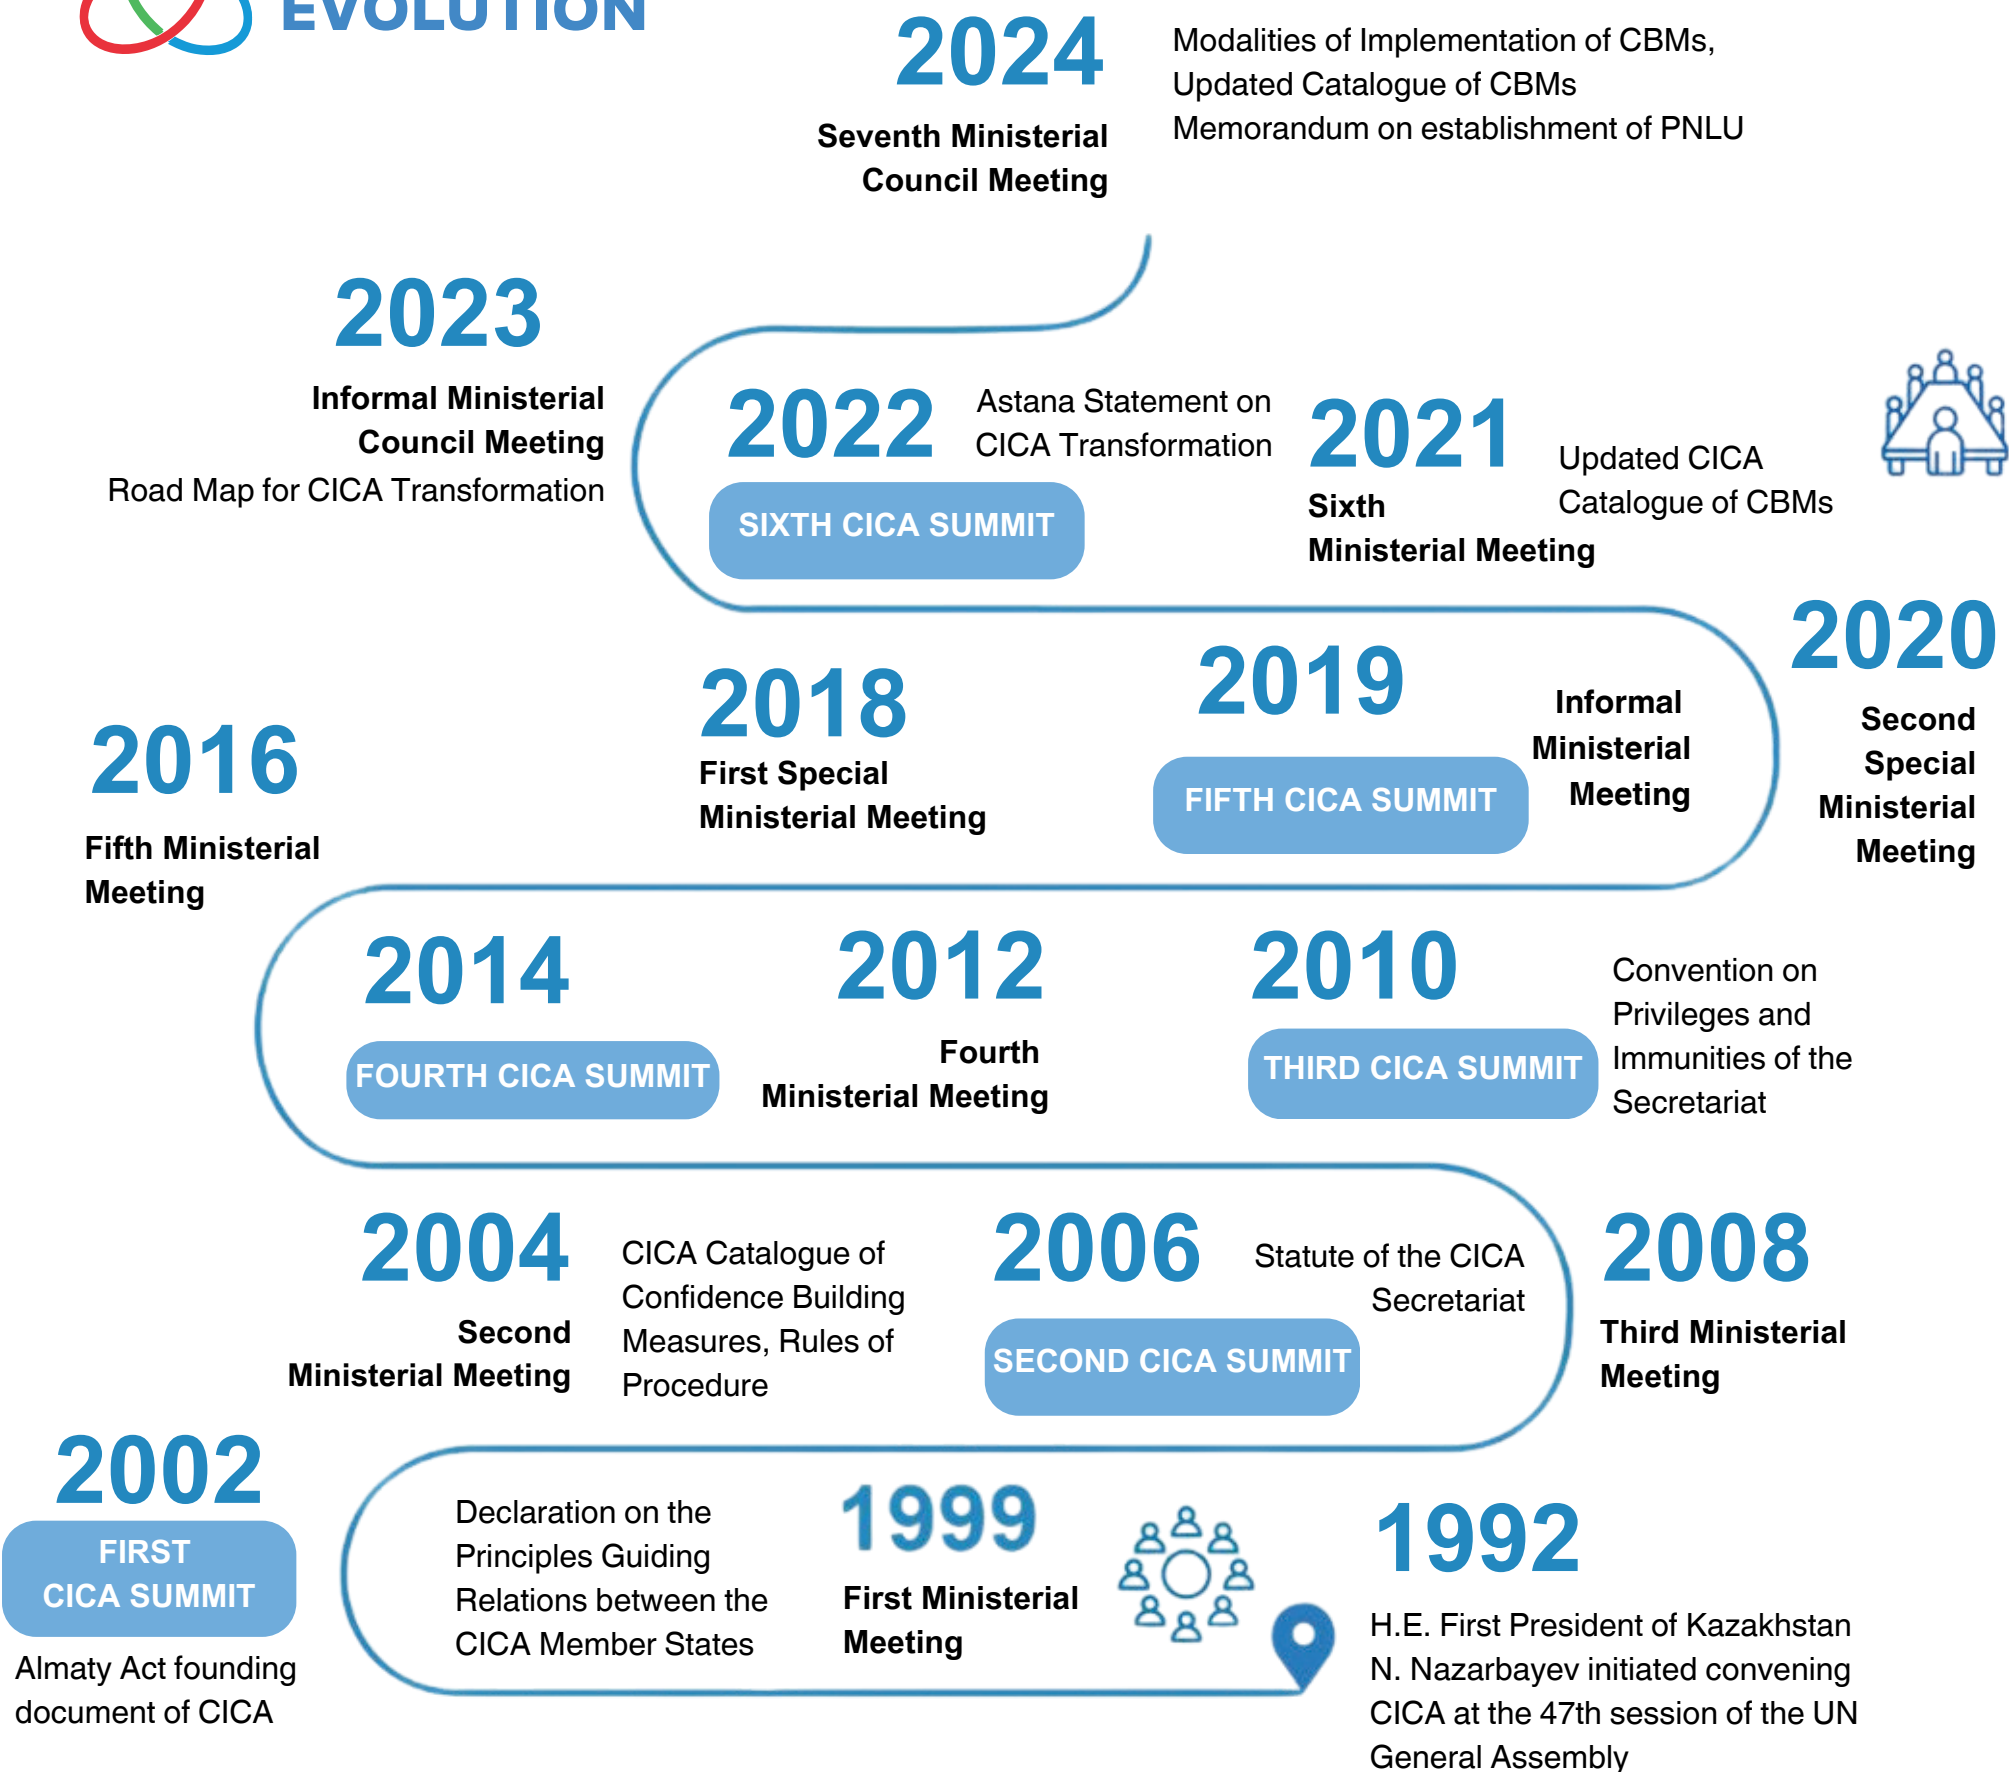 EVOLUTION
2024
Seventh Ministerial
Council Meeting
Modalities of Implementation of CBMs,
Updated Catalogue of CBMs
Memorandum on establishment of PNLU
2023
Informal Ministerial
Council Meeting
Road Map for CICA Transformation
2022
Astana Statement on
CICA Transformation
SIXTH CICA SUMMIT
2021
Sixth
Ministerial Meeting
Updated CICA
Catalogue of CBMs
2020
Second
Special
Ministerial
Meeting
2019
FIFTH CICA SUMMIT
Informal
Ministerial
Meeting
2018
First Special
Ministerial Meeting
2016
Fifth Ministerial
Meeting
2014
FOURTH CICA SUMMIT
2012
Fourth
Ministerial Meeting
2010
THIRD CICA SUMMIT
Convention on
Privileges and
Immunities of the
Secretariat
2004
Second
Ministerial Meeting
CICA Catalogue of
Confidence Building
Measures, Rules of
Procedure
2006
SECOND CICA SUMMIT
Statute of the CICA
Secretariat
2008
Third Ministerial
Meeting
2002
FIRST
CICA SUMMIT
Almaty Act founding
document of CICA
Declaration on the
Principles Guiding
Relations between the
CICA Member States
1999
First Ministerial
Meeting
1992
H.E. First President of Kazakhstan
N. Nazarbayev initiated convening
CICA at the 47th session of the UN
General Assembly